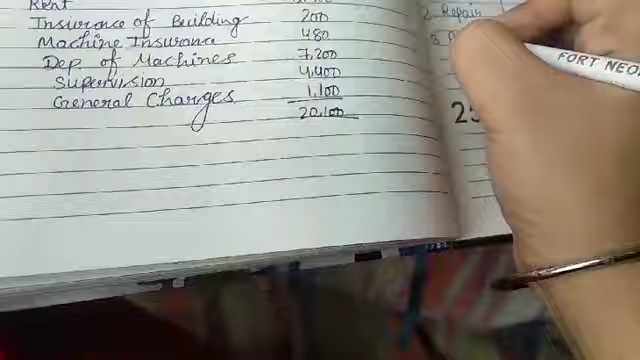 Rent
Insurance of Building 200
Machine Insurance 480
Dep of Machines 7,200
Supervision 4,400
General Charges 1,100
20,100
2 Repair
3
25
FORT NEO